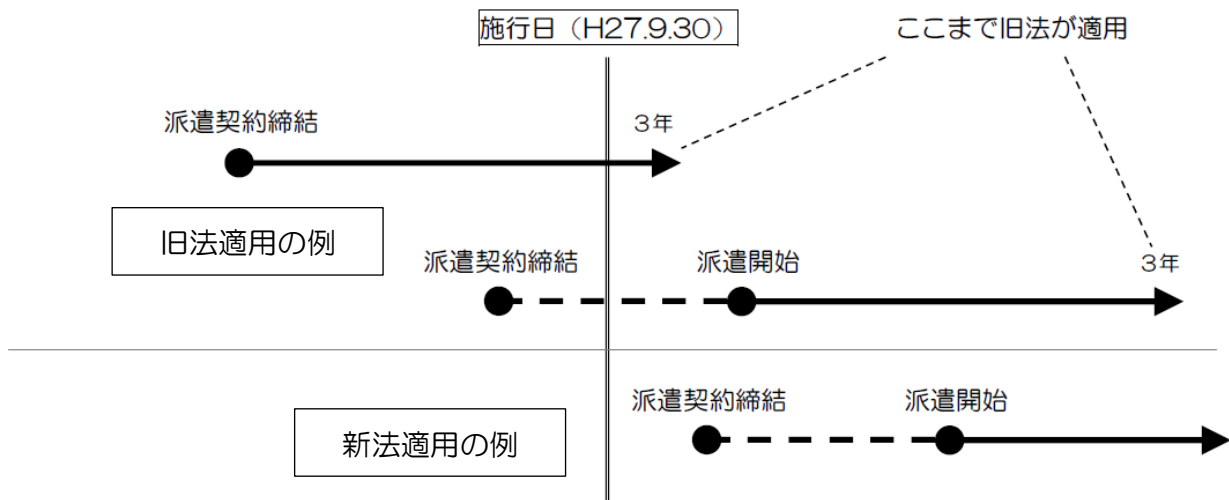 施行日（H27.9.30）
ここまで旧法が適用
派遣契約締結
３年
旧法適用の例
派遣契約締結
派遣開始
３年
派遣契約締結
派遣開始
新法適用の例